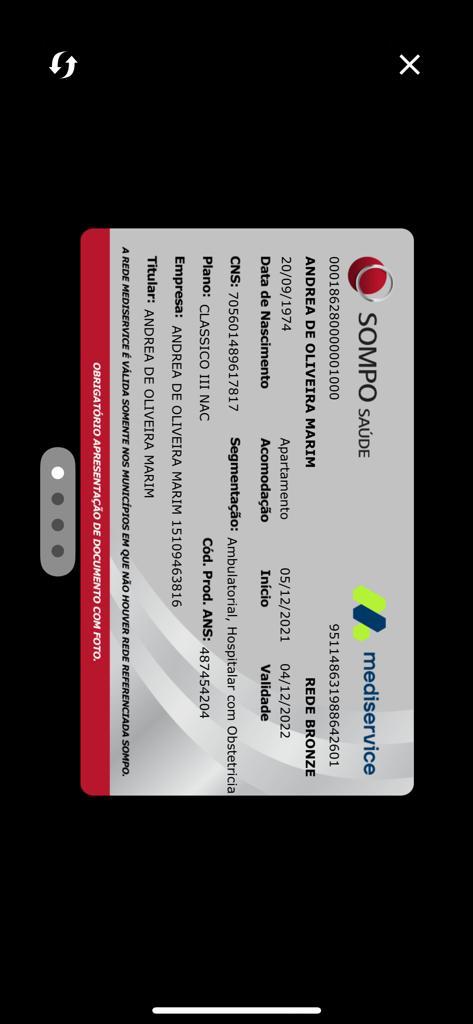 SOMPO SAÚDE
mediservice
000186280000001000 951148631988642601
ANDREA DE OLIVEIRA MARIM REDE BRONZE
20/09/1974 Apartamento 05/12/2021 04/12/2022
Data de Nascimento Acomodação Início Validade
CNS: 705601489617817 Segmentação: Ambulatorial, Hospitalar com Obstetricia
Plano: CLASSICO III NAC Cód. Prod. ANS: 487454204
Empresa: ANDREA DE OLIVEIRA MARIM 15109463816
Titular: ANDREA DE OLIVEIRA MARIM
A REDE MEDISERVICE É VÁLIDA SOMENTE NOS MUNICÍPIOS EM QUE NÃO HOUVER REDE REFERENCIADA SOMPO.
OBRIGATÓRIO APRESENTAÇÃO DE DOCUMENTO COM FOTO.